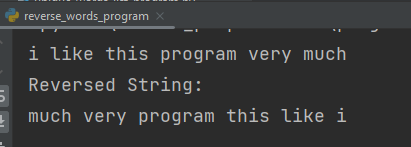 reverse_words_program
i like this program very much
Reversed String:
much very program this like i